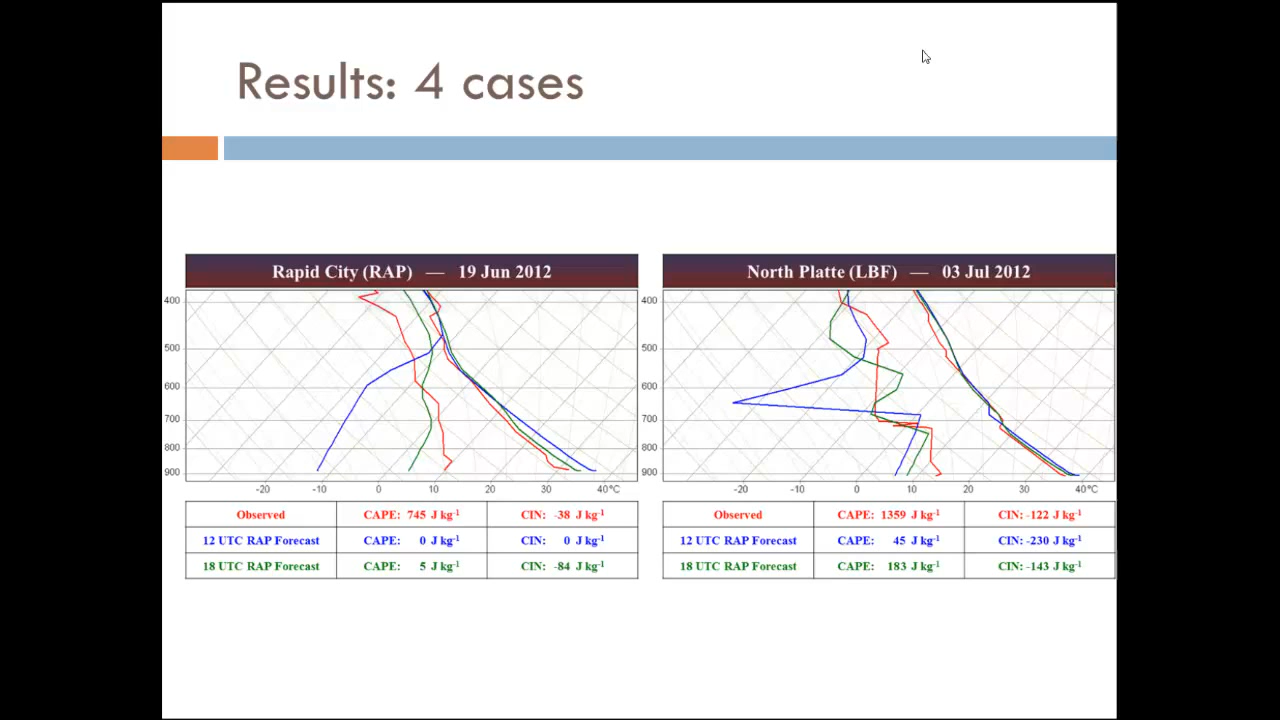 Results: 4 cases
Rapid City (RAP) — 19 Jun 2012
400
500
600
700
800
900
-20 -10 0 10 20 30 40°C
Observed CAPE: 745 J kg-1 CIN: -38 J kg-1
12 UTC RAP Forecast CAPE: 0 J kg-1 CIN: 0 J kg-1
18 UTC RAP Forecast CAPE: 5 J kg-1 CIN: -84 J kg-1
North Platte (LBF) — 03 Jul 2012
400
500
600
700
800
900
-20 -10 0 10 20 30 40°C
Observed CAPE: 1359 J kg-1 CIN: -122 J kg-1
12 UTC RAP Forecast CAPE: 45 J kg-1 CIN: -230 J kg-1
18 UTC RAP Forecast CAPE: 183 J kg-1 CIN: -143 J kg-1